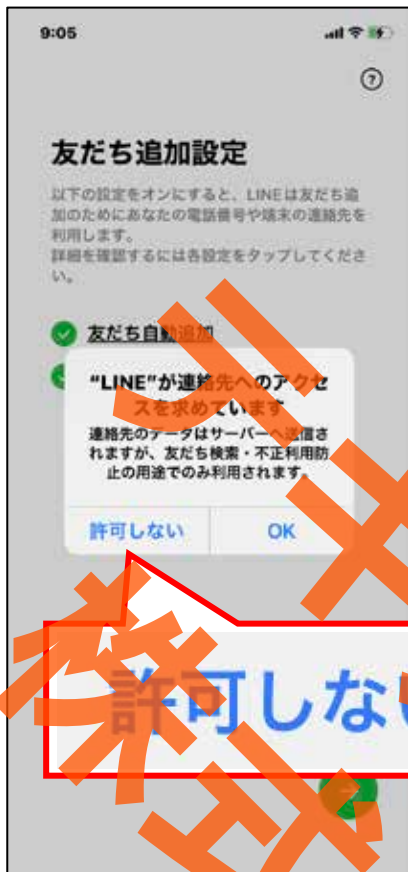 9:05
友だち追加設定
以下の設定をオンにすると、LINEは友だち追
加のためにあなたの電話番号や端末の連絡先を
利用します。
詳細を確認するには各設定をタップしてくださ
い。
友だち自動追加
“LINE”が連絡先へのアクセ
スを求めています
連絡先のデータはサーバーへ送信さ
れますが、友だち検索・不正利用防
止の用途でのみ利用されます。
許可しない
OK
許可しない
株式